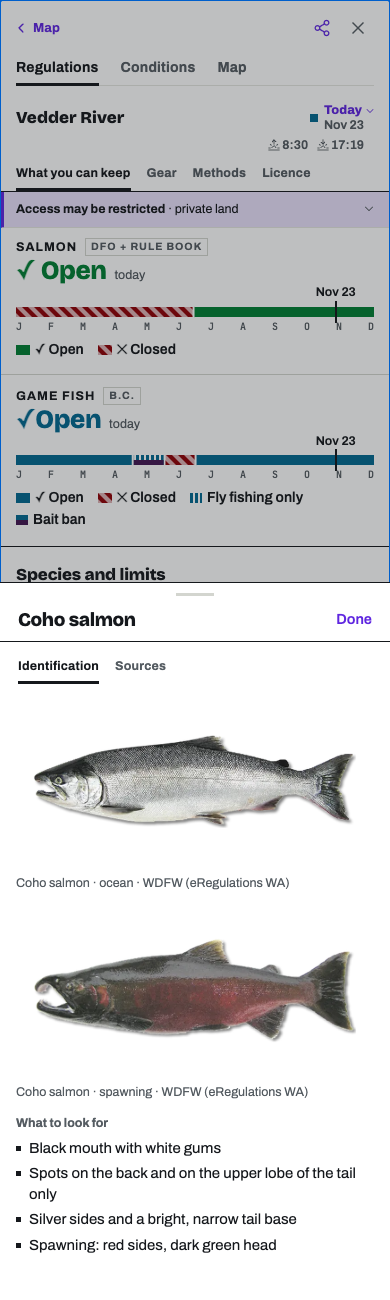 Map
Regulations Conditions Map
Vedder River
Today
Nov 23
8:30 17:19
What you can keep Gear Methods Licence
Access may be restricted · private land
SALMON DFO + RULE BOOK
✓ Open today
Nov 23
J F M A M J J A S O N D
✓ Open ✕ Closed
GAME FISH B.C.
✓ Open today
Nov 23
J F M A M J J A S O N D
✓ Open ✕ Closed Fly fishing only
Bait ban
Species and limits
Coho salmon Done
Identification Sources
Coho salmon · ocean · WDFW (eRegulations WA)
Coho salmon · spawning · WDFW (eRegulations WA)
What to look for
Black mouth with white gums
Spots on the back and on the upper lobe of the tail
only
Silver sides and a bright, narrow tail base
Spawning: red sides, dark green head